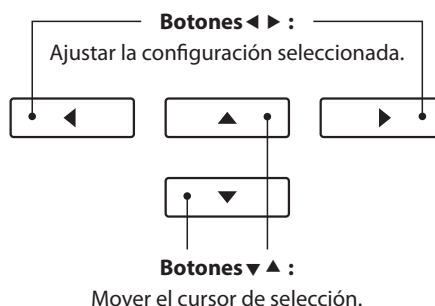 Botones ◀ ▶ :
Ajustar la configuración seleccionada.
Botones ▼ ▲ :
Mover el cursor de selección.